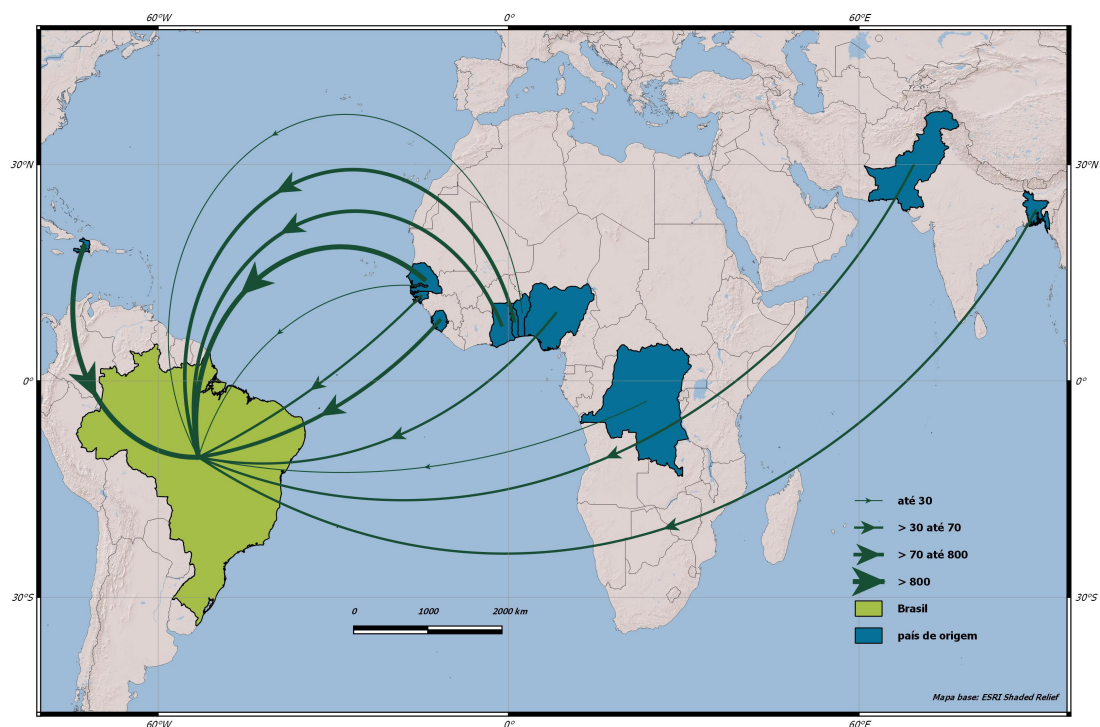 60°W 0° 60°E
30°N 30°N
0° 0°
30°S 30°S
até 30
> 30 até 70
> 70 até 800
> 800
Brasil
país de origem
0 1000 2000 km
Mapa base: ESRI Shaded Relief
60°W 0° 60°E